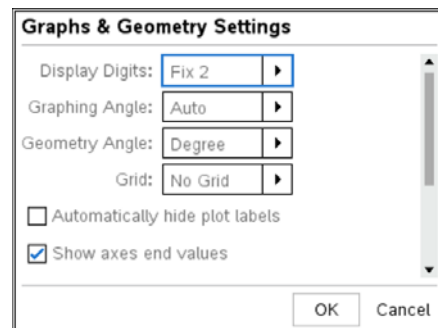 Graphs & Geometry Settings
Display Digits: Fix 2
Graphing Angle: Auto
Geometry Angle: Degree
Grid: No Grid
Automatically hide plot labels
Show axes end values
OK Cancel